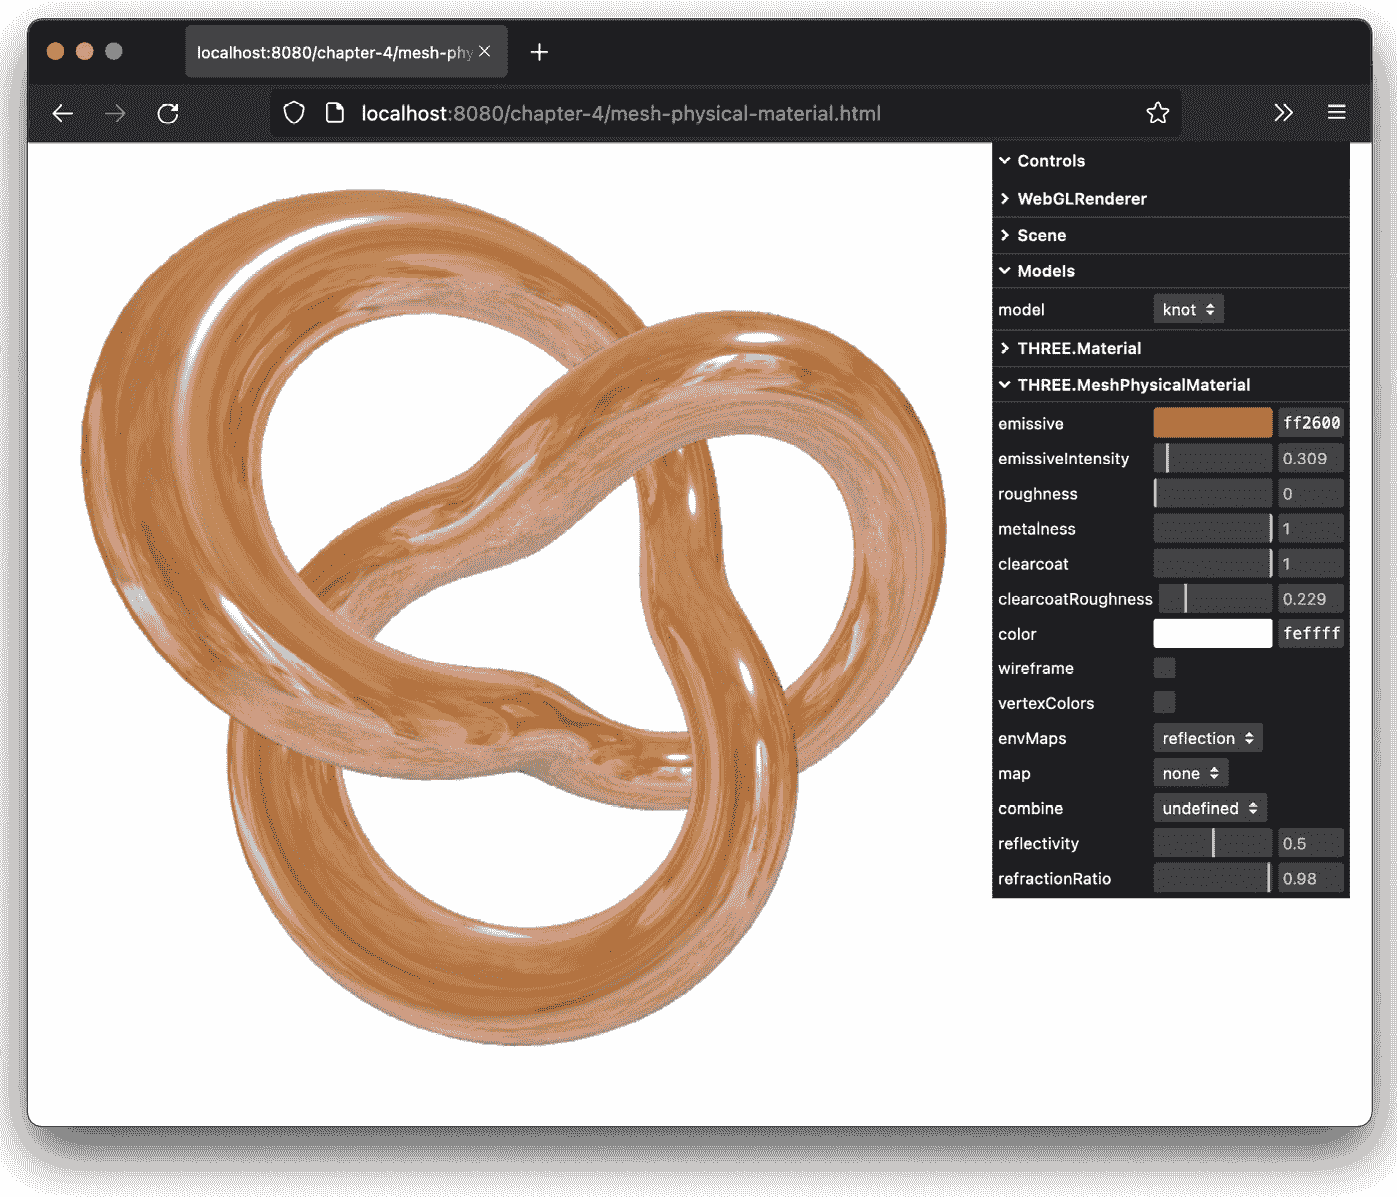 localhost:8080/chapter-4/mesh-phy
localhost:8080/chapter-4/mesh-physical-material.html
Controls
WebGLRenderer
Scene
Models
model knot
THREE.Material
THREE.MeshPhysicalMaterial
emissive ff2600
emissiveIntensity 0.309
roughness 0
metalness 1
clearcoat 1
clearcoatRoughness 0.229
color feffff
wireframe
vertexColors
envMaps reflection
map none
combine undefined
reflectivity 0.5
refractionRatio 0.98